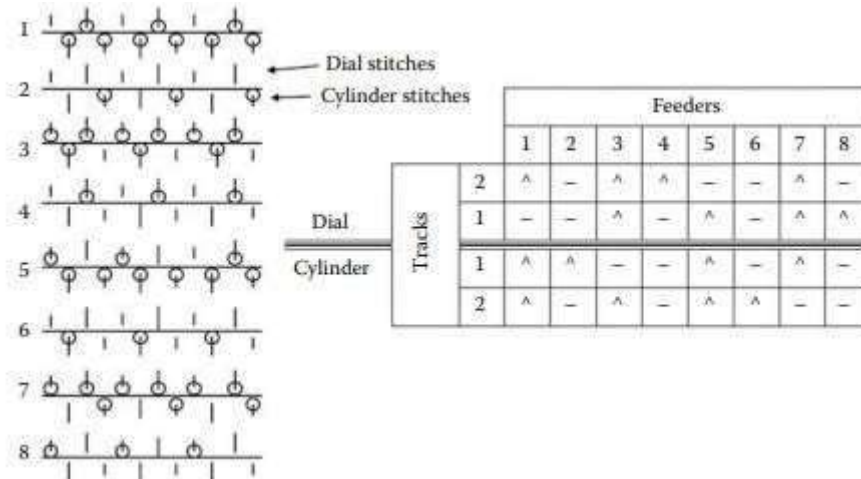 1
2
3
4
5
6
7
8
Dial stitches
Cylinder stitches
Feeders
1 2 3 4 5 6 7 8
Dial
Cylinder
Tracks
2 ^ – ^ ^ – – ^ –
1 – – ^ – ^ – ^ ^
1 ^ ^ – – ^ – ^ –
2 ^ – ^ – ^ ^ – –